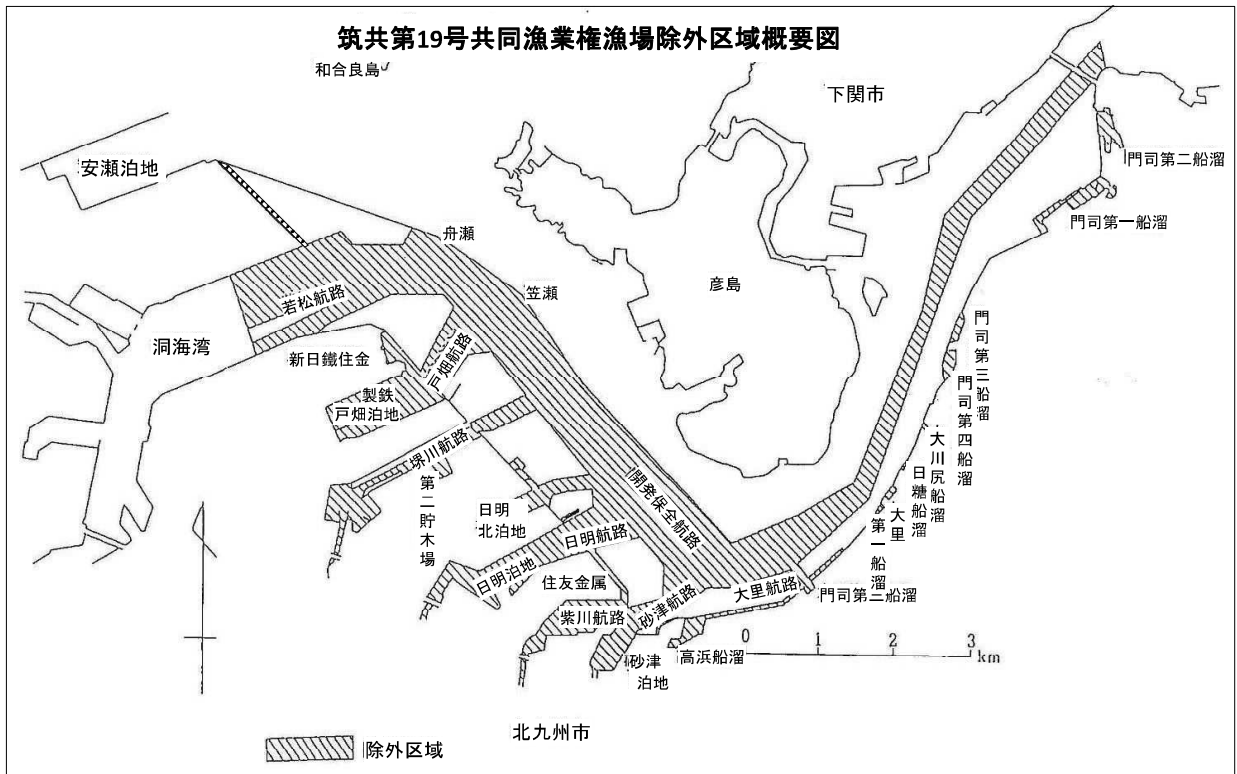 筑共第19号共同漁業権漁場除外区域概要図
和合良島
下関市
安瀬泊地
門司第二船溜
門司第一船溜
舟瀬
笠瀬
彦島
若松航路
洞海湾
新日鐵住金
戸畑航路
製鉄
戸畑泊地
門司第三船溜
門司第四船溜
大川尻船溜
日糖船溜
大里
第一船溜
堺川航路
第二貯木場
開発保全航路
日明
北泊地
日明航路
日明泊地
住友金属
大里航路
門司第二船溜
砂津航路
紫川航路
高浜船溜
砂津
泊地
0 1 2 3
km
北九州市
除外区域